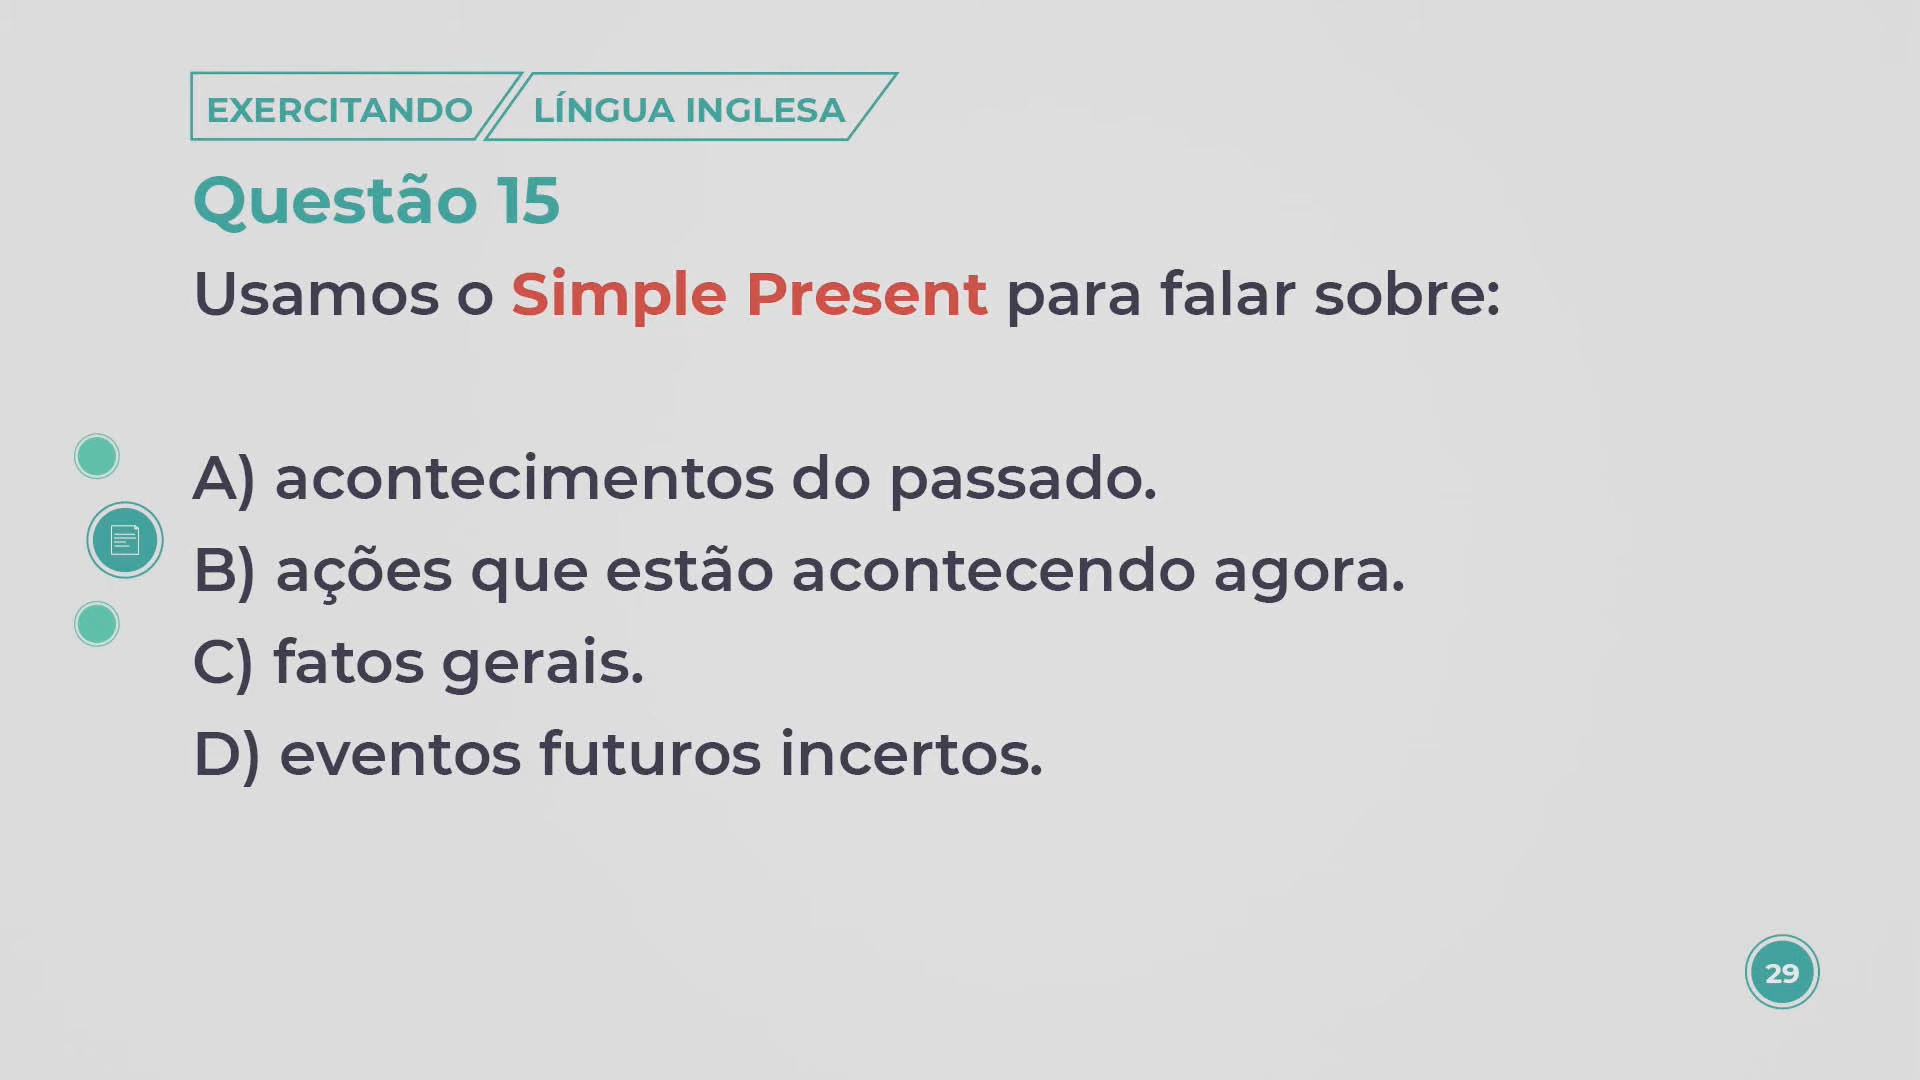 EXERCITANDO LÍNGUA INGLESA
Questão 15
Usamos o Simple Present para falar sobre:
A) acontecimentos do passado.
B) ações que estão acontecendo agora.
C) fatos gerais.
D) eventos futuros incertos.
29